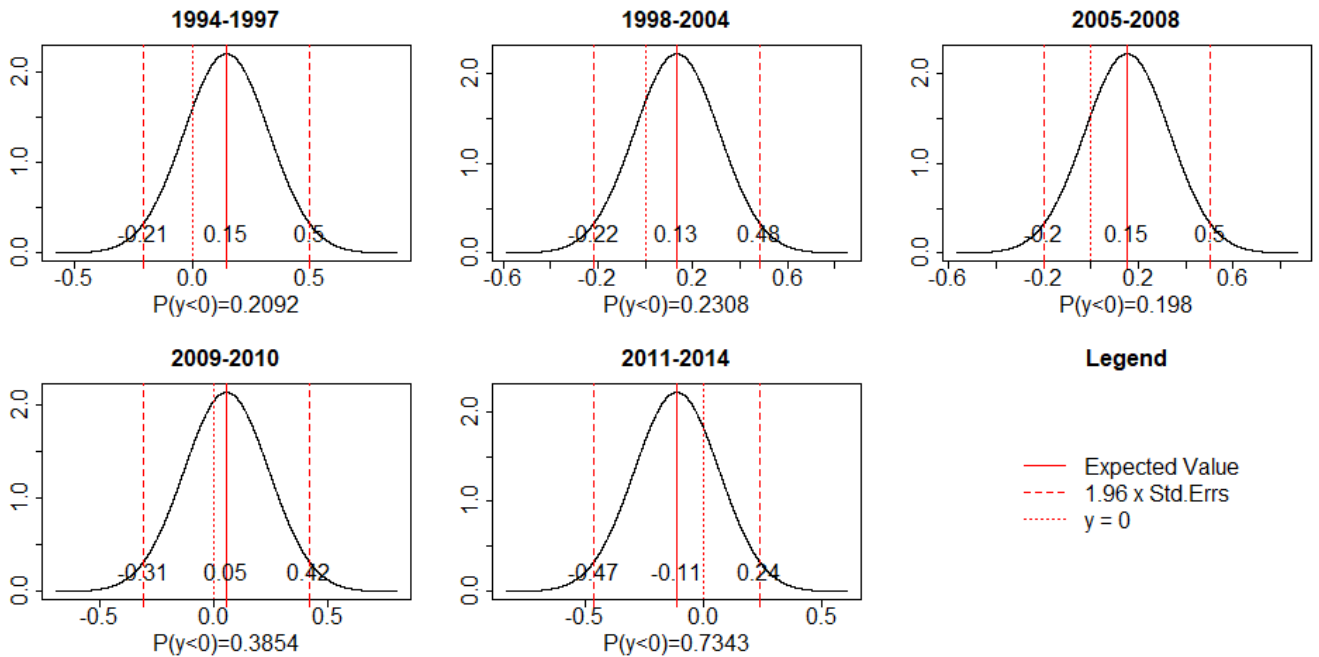 1994-1997
2.0
1.0
0.0
-0.21 0.15 0.5
-0.5 0.0 0.5
P(y<0)=0.2092
1998-2004
2.0
1.0
0.0
-0.22 0.13 0.48
-0.6 -0.2 0.2 0.6
P(y<0)=0.2308
2005-2008
2.0
1.0
0.0
-0.2 0.15 0.5
-0.6 -0.2 0.2 0.6
P(y<0)=0.198
2009-2010
2.0
1.0
0.0
-0.31 0.05 0.42
-0.5 0.0 0.5
P(y<0)=0.3854
2011-2014
2.0
1.0
0.0
-0.47 -0.11 0.24
-0.5 0.0 0.5
P(y<0)=0.7343
Legend
Expected Value
1.96 x Std.Errs
y = 0